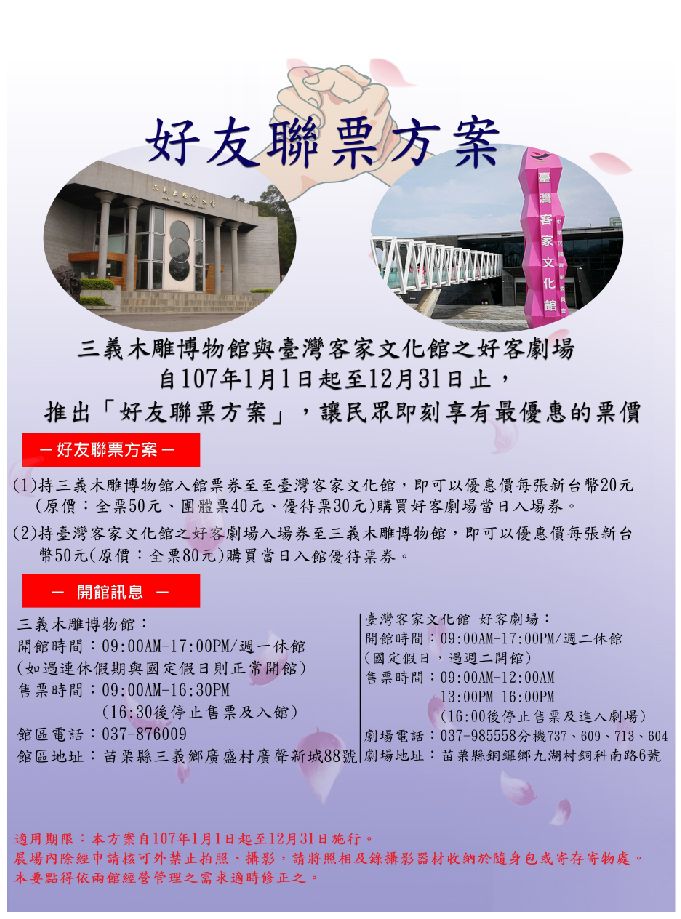 好友聯票方案
臺灣客家文化館
三義木雕博物館與臺灣客家文化館之好客劇場
自107年1月1日起至12月31日止，
推出「好友聯票方案」，讓民眾即刻享有最優惠的票價
－好友聯票方案－
(1)持三義木雕博物館入館票券至至臺灣客家文化館，即可以優惠價每張新台幣20元
(原價：全票50元、團體票40元、優待票30元)購買好客劇場當日入場券。
(2)持臺灣客家文化館之好客劇場入場券至三義木雕博物館，即可以優惠價每張新台
幣50元(原價：全票80元)購買當日入館優待票券。
－ 開館訊息 －
三義木雕博物館：
開館時間：09:00AM-17:00PM/週一休館
(如遇連休假期與國定假日則正常開館)
售票時間：09:00AM-16:30PM
(16:30後停止售票及入館)
館區電話：037-876009
館區地址：苗栗縣三義鄉廣盛村廣聲新城88號
臺灣客家文化館 好客劇場：
開館時間：09:00AM-17:00PM/週二休館
(國定假日，遇週二開館)
售票時間：09:00AM-12:00AM
13:00PM 16:00PM
(16:00後停止售票及進入劇場)
劇場電話：037-985558分機737、609、713、604
劇場地址：苗栗縣銅鑼鄉九湖村銅科南路6號
適用期限：本方案自107年1月1日起至12月31日施行。
展場內除經申請核可外禁止拍照、攝影，請將照相及錄攝影器材收納於隨身包或寄存寄物處。
本要點得依兩館經營管理之需求適時修正之。